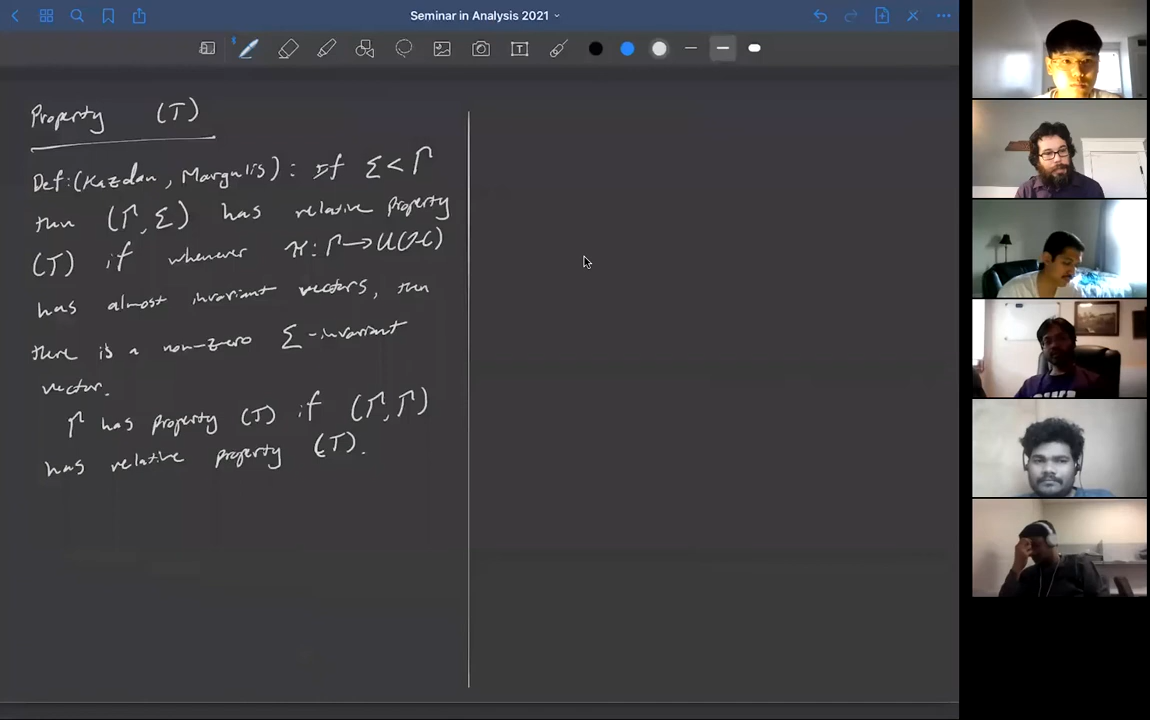 Seminar in Analysis 2021
Property (T)
Def: (Kazdan, Margulis): If Σ < Γ
then (Γ, Σ) has relative Property
(T) if whenever π: Γ → U(H)
has almost invariant vectors, then
there is a non-zero Σ-invariant
vector.
Γ has property (T) if (Γ, Γ)
has relative property (T).